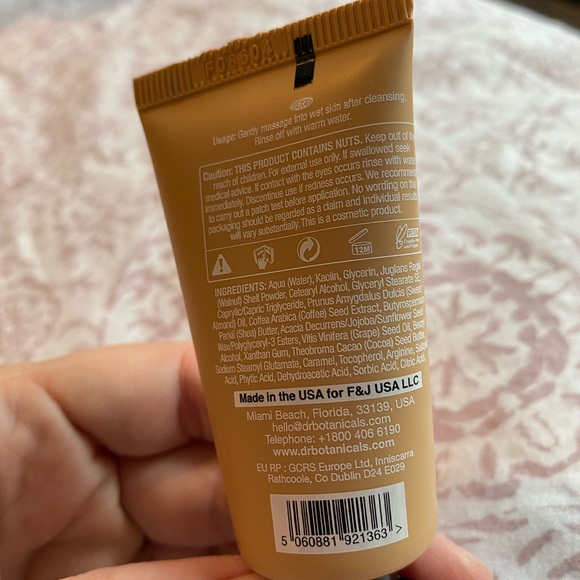 F08504
Usage: Gently massage into wet skin after cleansing.
Rinse off with warm water.
Caution: THIS PRODUCT CONTAINS NUTS. Keep out of the
reach of children. For external use only. If swallowed seek
medical advice. If contact with the eyes occurs rinse with water
immediately. Discontinue use if redness occurs. We recommend
to carry out a patch test before application. No wording on this
packaging should be regarded as a claim and individual results
will vary substantially. This is a cosmetic product.
12M
INGREDIENTS: Aqua (Water), Kaolin, Glycerin, Juglans Regia
(Walnut) Shell Powder, Cetearyl Alcohol, Glyceryl Stearate SE,
Caprylic/Capric Triglyceride, Prunus Amygdalus Dulcis (Sweet
Almond) Oil, Coffea Arabica (Coffee) Seed Extract, Butyrospermum
Parkii (Shea) Butter, Acacia Decurrens/Jojoba/Sunflower Seed
Wax/Polyglyceryl-3 Esters, Vitis Vinifera (Grape) Seed Oil, Benzyl
Alcohol, Xanthan Gum, Theobroma Cacao (Cocoa) Seed Butter,
Sodium Stearoyl Glutamate, Caramel, Tocopherol, Arginine,
Acid, Phytic Acid, Dehydroacetic Acid, Sorbic Acid, Citric Acid.
Made in the USA for F&J USA LLC
Miami Beach, Florida, 33139, USA
hello@drbotanicals.com
Telephone: +1800 406 6190
www.drbotanicals.com
EU RP : GCRS Europe Ltd, Inniscarra
Rathcoole, Co Dublin D24 E029
5 060881 921363 >